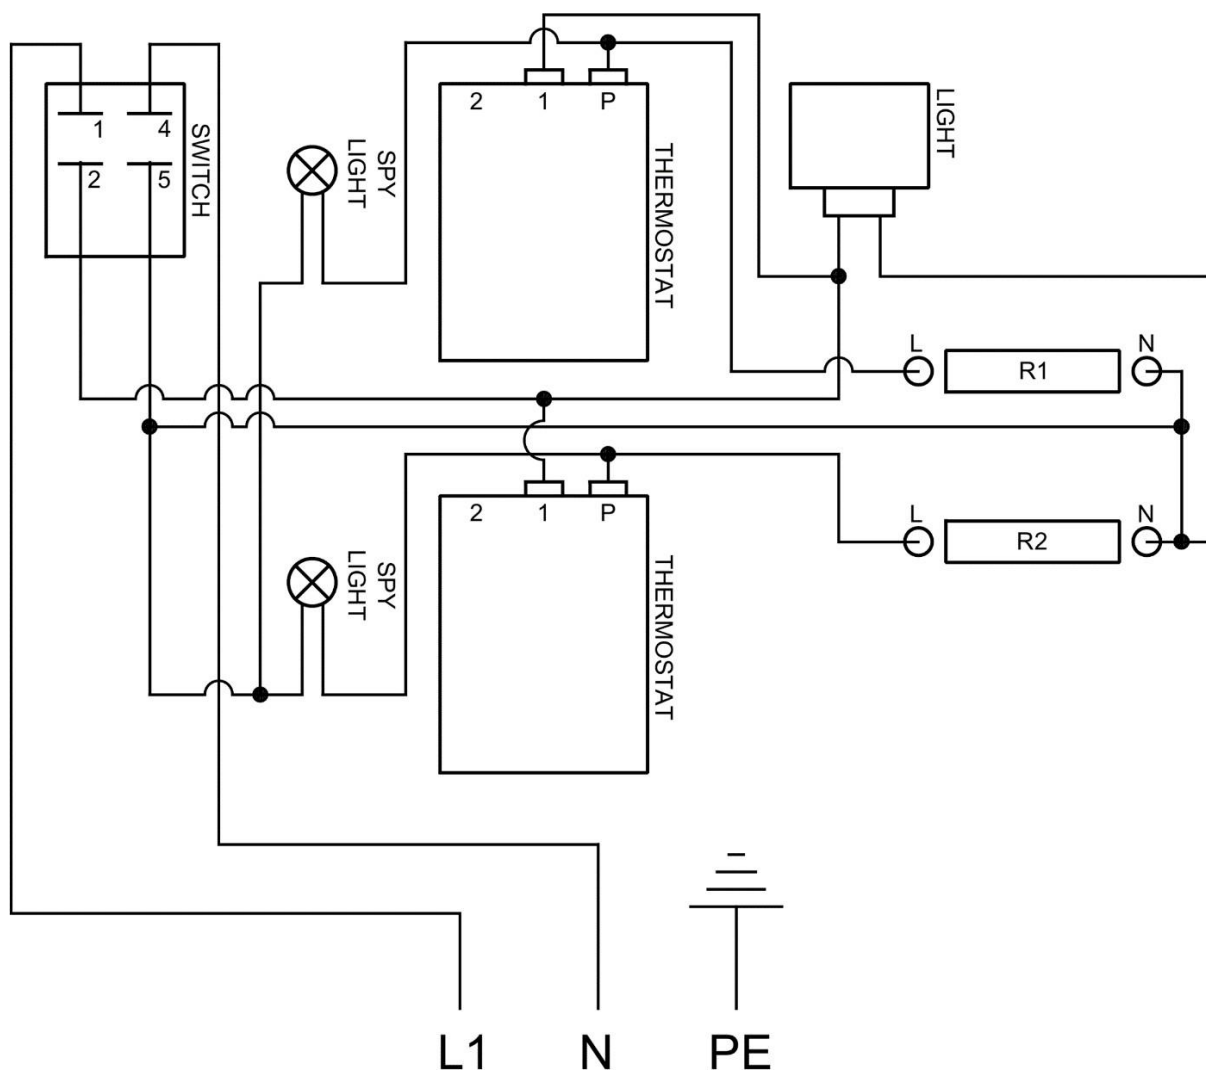 1 4
2 5
SWITCH
SPY
LIGHT
2 1 P
THERMOSTAT
LIGHT
L R1 N
SPY
LIGHT
2 1 P
THERMOSTAT
L R2 N
L1 N PE